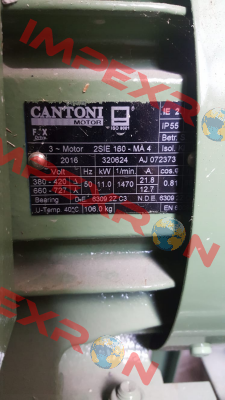 CANTONI
MOTOR
ISO 9001
IE 2
IP 55
Betr.
3 ~ Motor 2SIE 160 - MA 4 Isol.
2016 320624 AJ 072373
Volt Hz kW 1/min. -A- cos.φ
380 - 420 Δ 50 11.0 1470 21.8 0.81
660 - 727 12.7
Bearing D.E. 6309 2Z C3 N.D.E. 6309
U-Temp. 40°C 106.0 kg
IMPEXRON
IMPEXRON